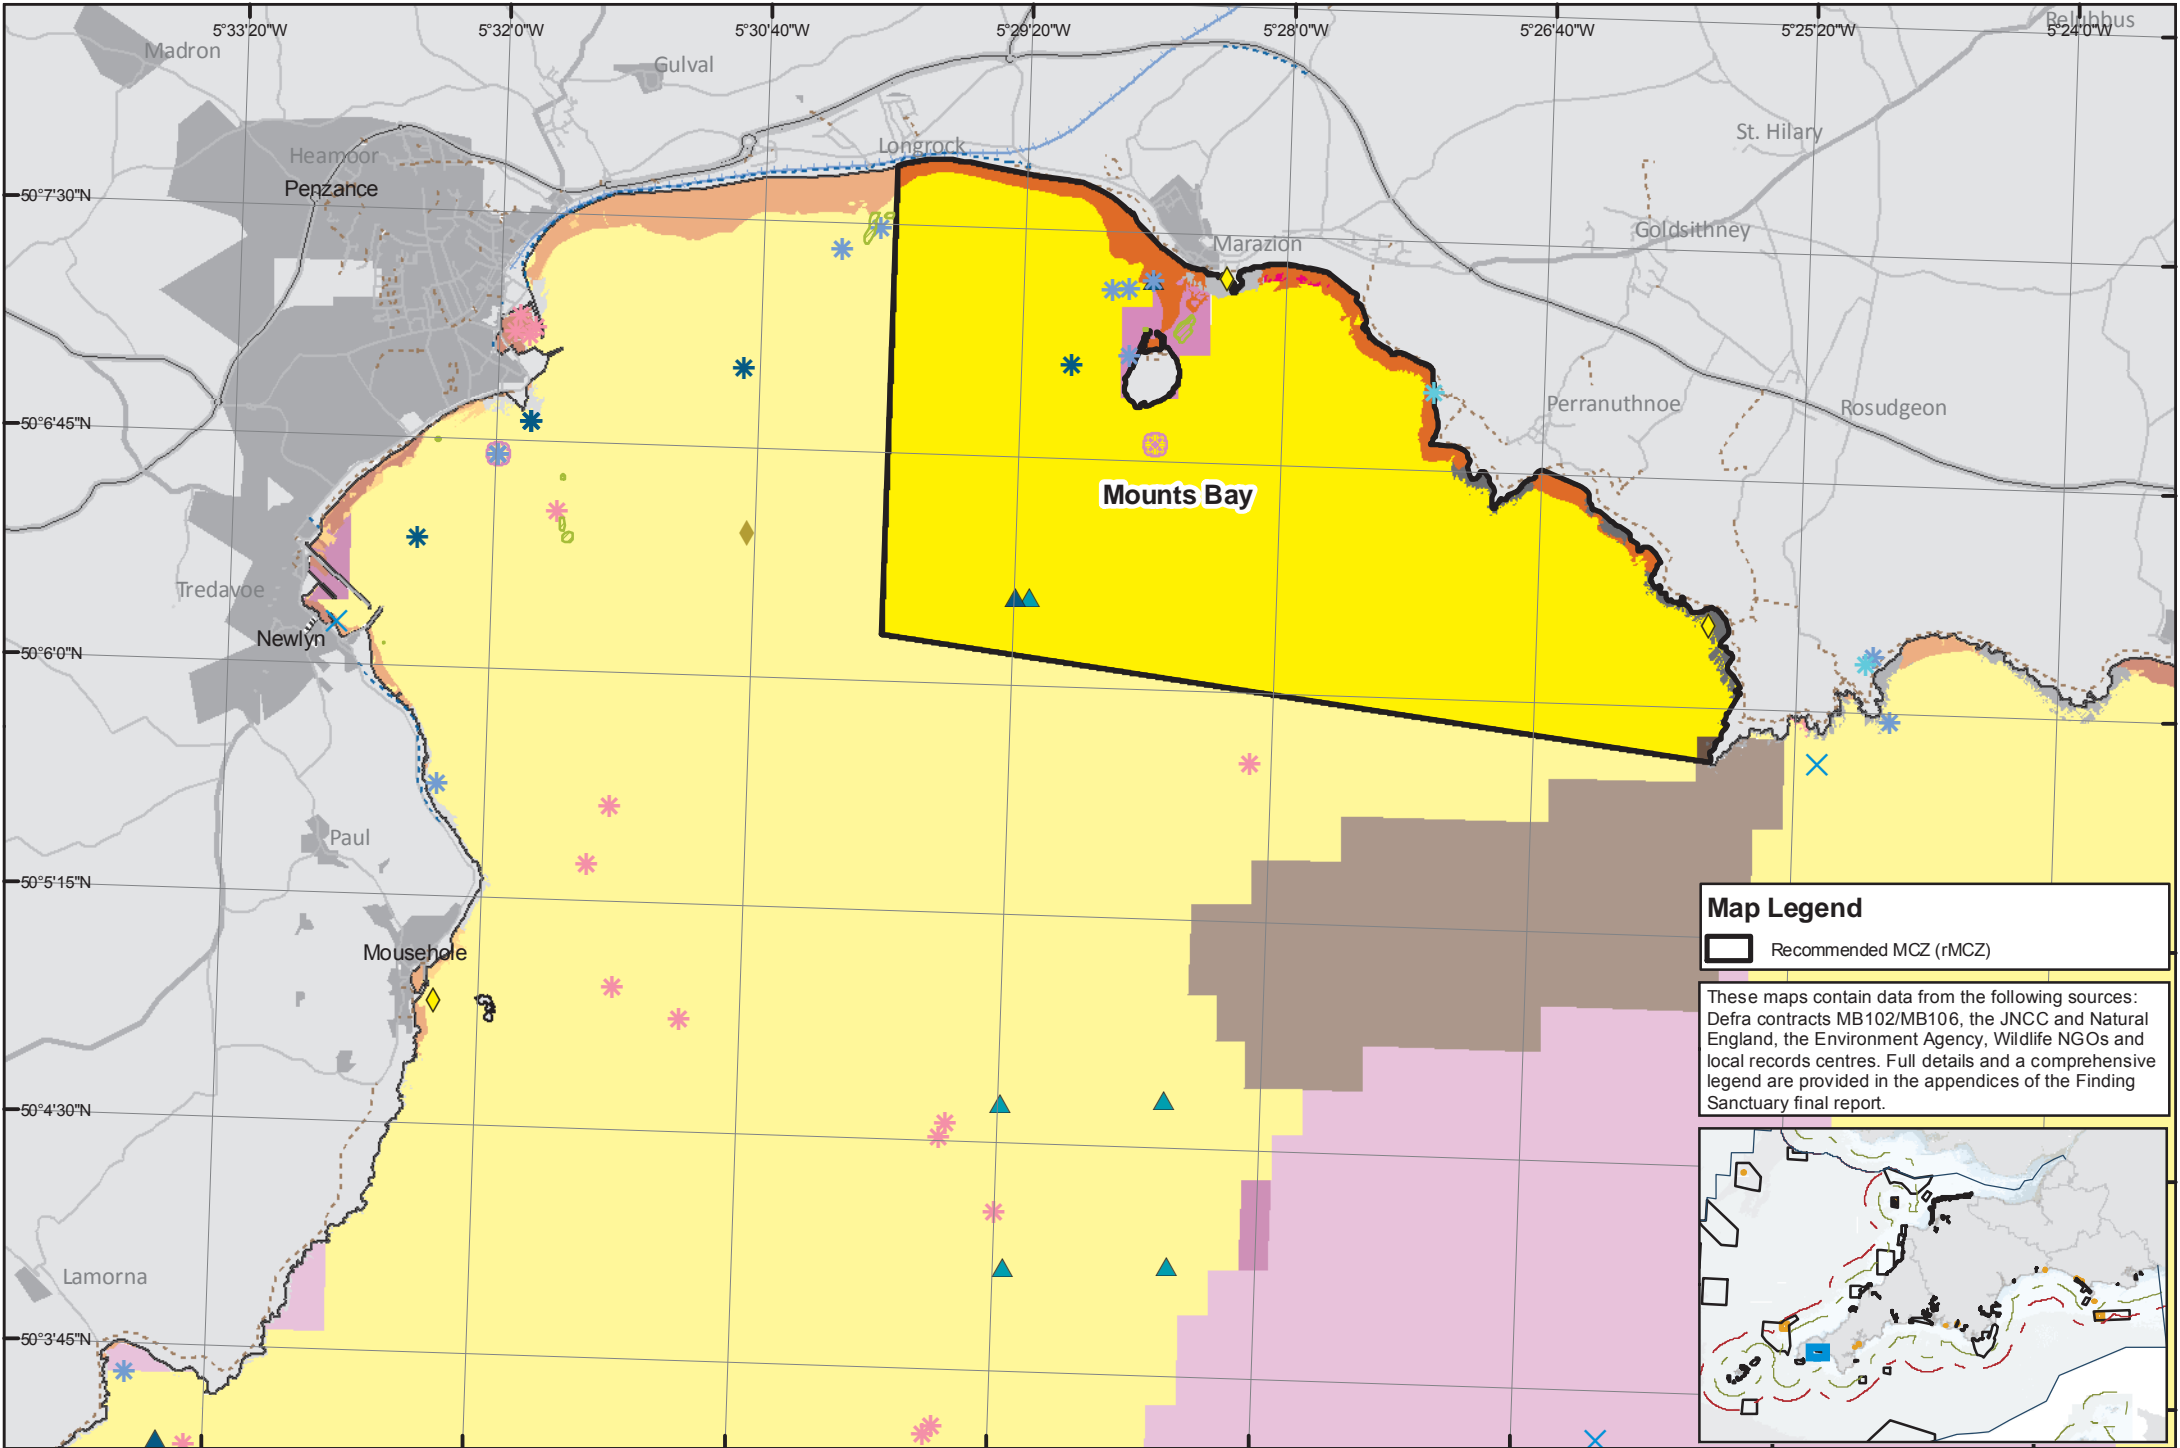 Relubbus
5°33'20"W
5°32'0"W
5°30'40"W
5°29'20"W
5°28'0"W
5°26'40"W
5°25'20"W
5°24'0"W
Madron
Gulval
St. Hilary
Longrock
Heamoor
Penzance
50°7'30"N
Goldsithney
Marazion
Perranuthnoe
Rosudgeon
50°6'45"N
Mounts Bay
Tredavoe
Newlyn
50°6'0"N
Paul
50°5'15"N
Mousehole
50°4'30"N
Lamorna
50°3'45"N
Map Legend
Recommended MCZ (rMCZ)
These maps contain data from the following sources:
Defra contracts MB102/MB106, the JNCC and Natural
England, the Environment Agency, Wildlife NGOs and
local records centres. Full details and a comprehensive
legend are provided in the appendices of the Finding
Sanctuary final report.